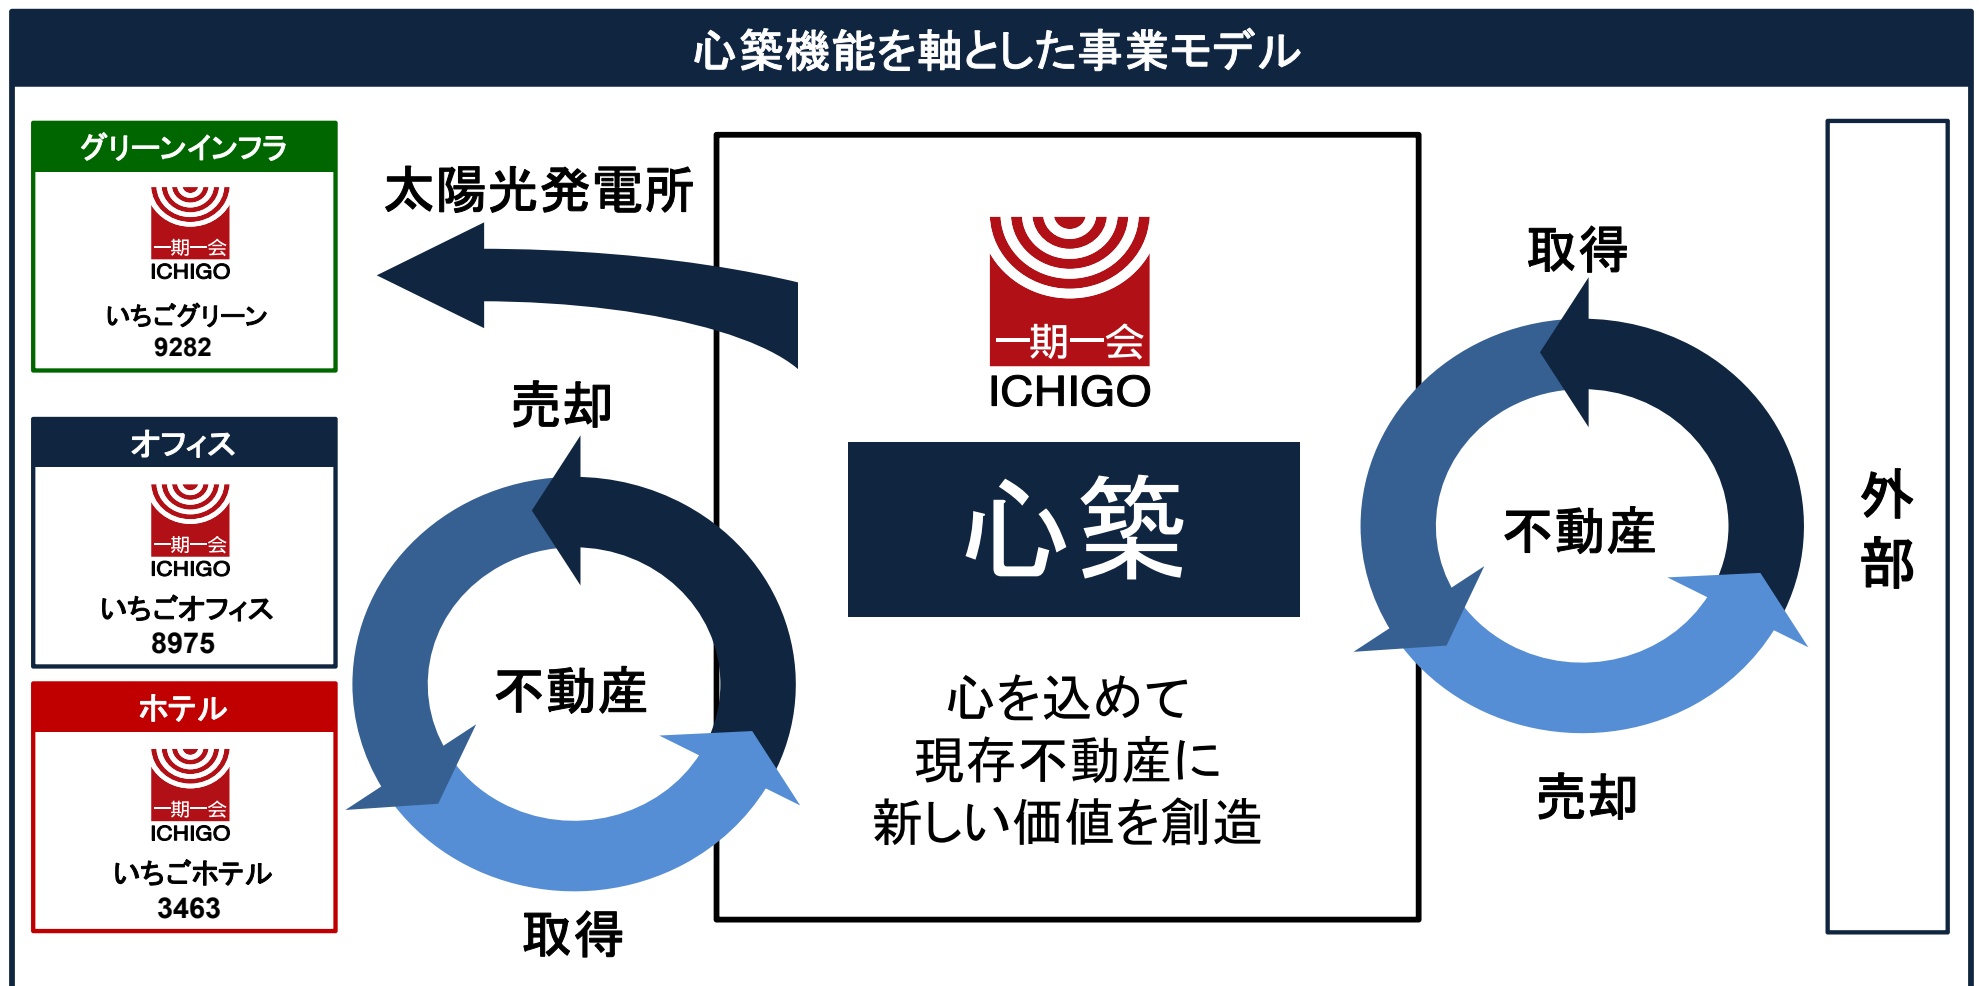 心築機能を軸とした事業モデル
グリーンインフラ
一期一会
ICHIGO
いちごグリーン
9282
オフィス
一期一会
ICHIGO
いちごオフィス
8975
ホテル
一期一会
ICHIGO
いちごホテル
3463
太陽光発電所
売却
不動産
取得
一期一会
ICHIGO
心築
心を込めて
現存不動産に
新しい価値を創造
取得
不動産
売却
外
部